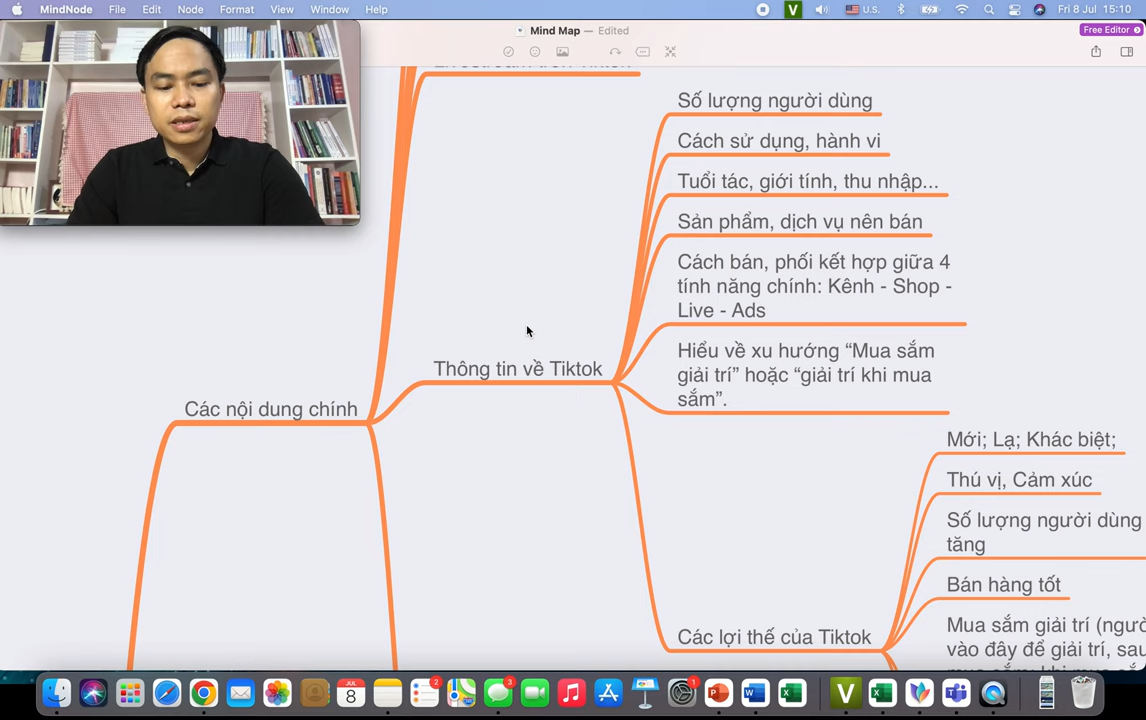 MindNode File Edit Node Format View Window Help
V U.S. Fri 8 Jul 15:10
Mind Map — Edited
Free Editor
Số lượng người dùng
Cách sử dụng, hành vi
Tuổi tác, giới tính, thu nhập...
Sản phẩm, dịch vụ nên bán
Cách bán, phối kết hợp giữa 4
tính năng chính: Kênh - Shop -
Live - Ads
Hiểu về xu hướng “Mua sắm
giải trí” hoặc “giải trí khi mua
sắm”.
Thông tin về Tiktok
Các nội dung chính
Mới; Lạ; Khác biệt;
Thú vị, Cảm xúc
Số lượng người dùng
tăng
Bán hàng tốt
Các lợi thế của Tiktok
Mua sắm giải trí (ngườ
vào đây để giải trí, sau
JUL
8
2
3
1